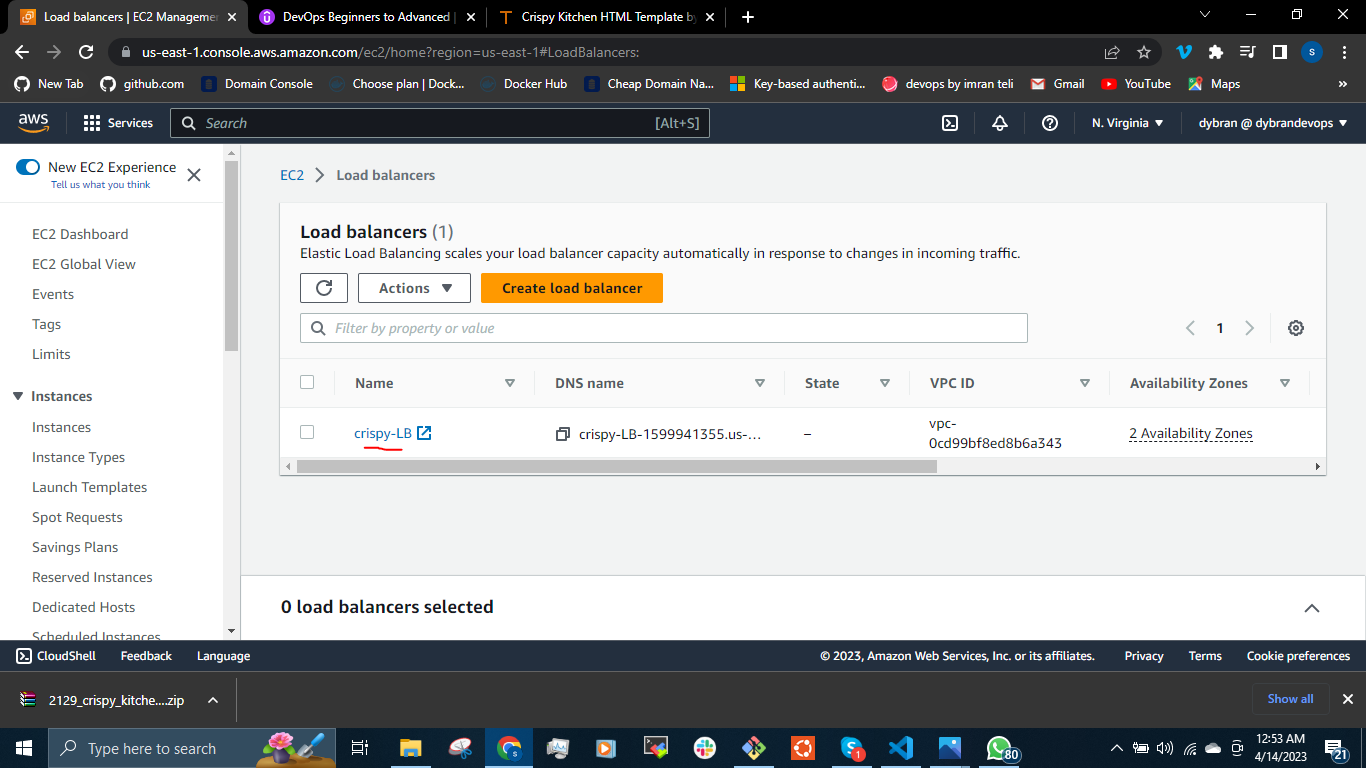 Load balancers | EC2 Manageme
DevOps Beginners to Advanced |
Crispy Kitchen HTML Template by
us-east-1.console.aws.amazon.com/ec2/home?region=us-east-1#LoadBalancers:
S
New Tab
github.com
Domain Console
Choose plan | Dock...
Docker Hub
Cheap Domain Na...
Key-based authenti...
devops by imran teli
Gmail
YouTube
Maps
»
aws
Services
Search
[Alt+S]
N. Virginia
dybran @ dybrandevops
New EC2 Experience
Tell us what you think
EC2 Dashboard
EC2 Global View
Events
Tags
Limits
Instances
Instances
Instance Types
Launch Templates
Spot Requests
Savings Plans
Reserved Instances
Dedicated Hosts
Scheduled Instances
EC2 > Load balancers
Load balancers (1)
Elastic Load Balancing scales your load balancer capacity automatically in response to changes in incoming traffic.
Actions
Create load balancer
Filter by property or value
1
Name
DNS name
State
VPC ID
Availability Zones
crispy-LB
crispy-LB-1599941355.us-...
–
vpc-
0cd99bf8ed8b6a343
2 Availability Zones
0 load balancers selected
CloudShell
Feedback
Language
© 2023, Amazon Web Services, Inc. or its affiliates.
Privacy
Terms
Cookie preferences
2129_crispy_kitche....zip
Show all
Type here to search
1
80
12:53 AM
4/14/2023
21